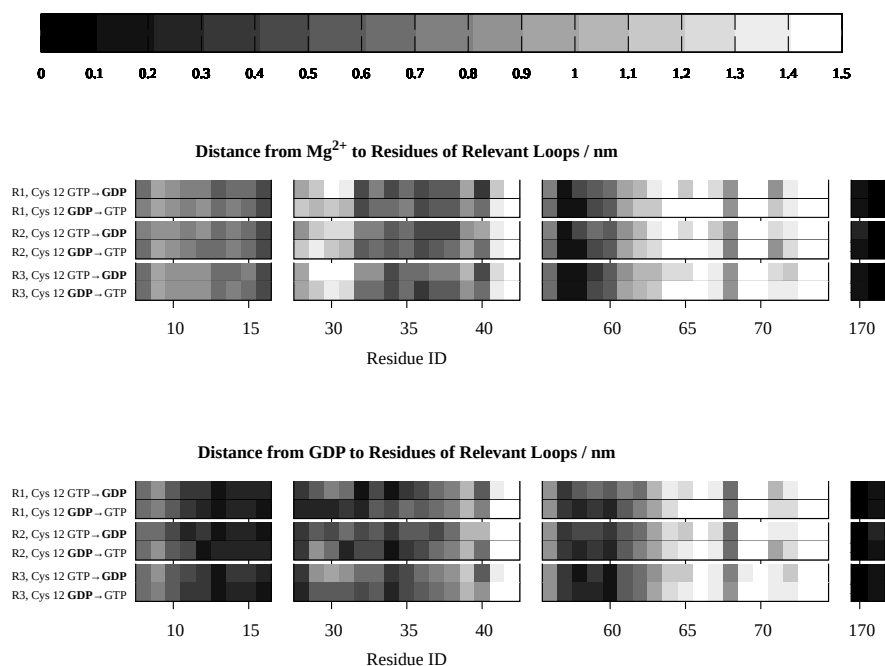 0 0.1 0.2 0.3 0.4 0.5 0.6 0.7 0.8 0.9 1 1.1 1.2 1.3 1.4 1.5
Distance from Mg²⁺ to Residues of Relevant Loops / nm
R1, Cys 12 GTP→GDP
R1, Cys 12 GDP→GTP
R2, Cys 12 GTP→GDP
R2, Cys 12 GDP→GTP
R3, Cys 12 GTP→GDP
R3, Cys 12 GDP→GTP
10 15 30 35 40 60 65 70 170
Residue ID
Distance from GDP to Residues of Relevant Loops / nm
R1, Cys 12 GTP→GDP
R1, Cys 12 GDP→GTP
R2, Cys 12 GTP→GDP
R2, Cys 12 GDP→GTP
R3, Cys 12 GTP→GDP
R3, Cys 12 GDP→GTP
10 15 30 35 40 60 65 70 170
Residue ID